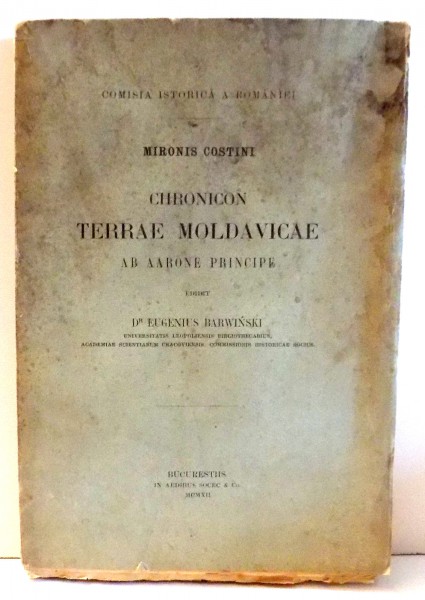 COMISIA ISTORICĂ A ROMÂNIEI
MIRONIS COSTINI
CHRONICON
TERRAE MOLDAVICAE
AB AARONE PRINCIPE
EDIDIT
DR EUGENIUS BARWIŃSKI
UNIVERSITATIS LEOPOLIENSIS BIBLIOTHECARIUS,
ACADEMIAE SCIENTIARUM CRACOVIENSIS COMMISSIONIS HISTORICAE SOCIUS.
BUCURESTIIS
IN AEDIBUS SOCEC & Co.
MCMXII